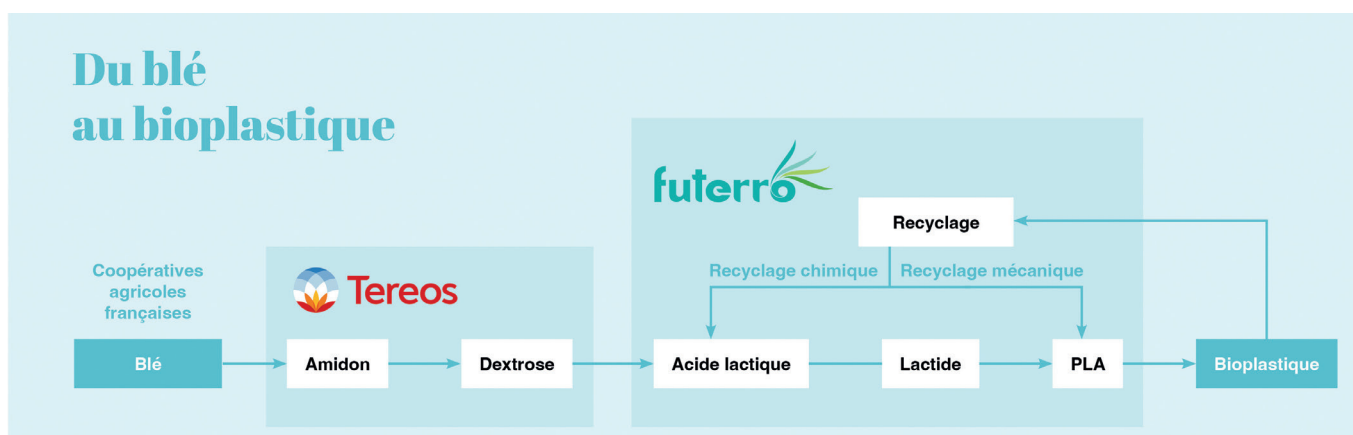 Du blé
au bioplastique
futerro
Recyclage
Coopératives
agricoles
françaises
Tereos
Recyclage chimique
Recyclage mécanique
Blé
Amidon
Dextrose
Acide lactique
Lactide
PLA
Bioplastique